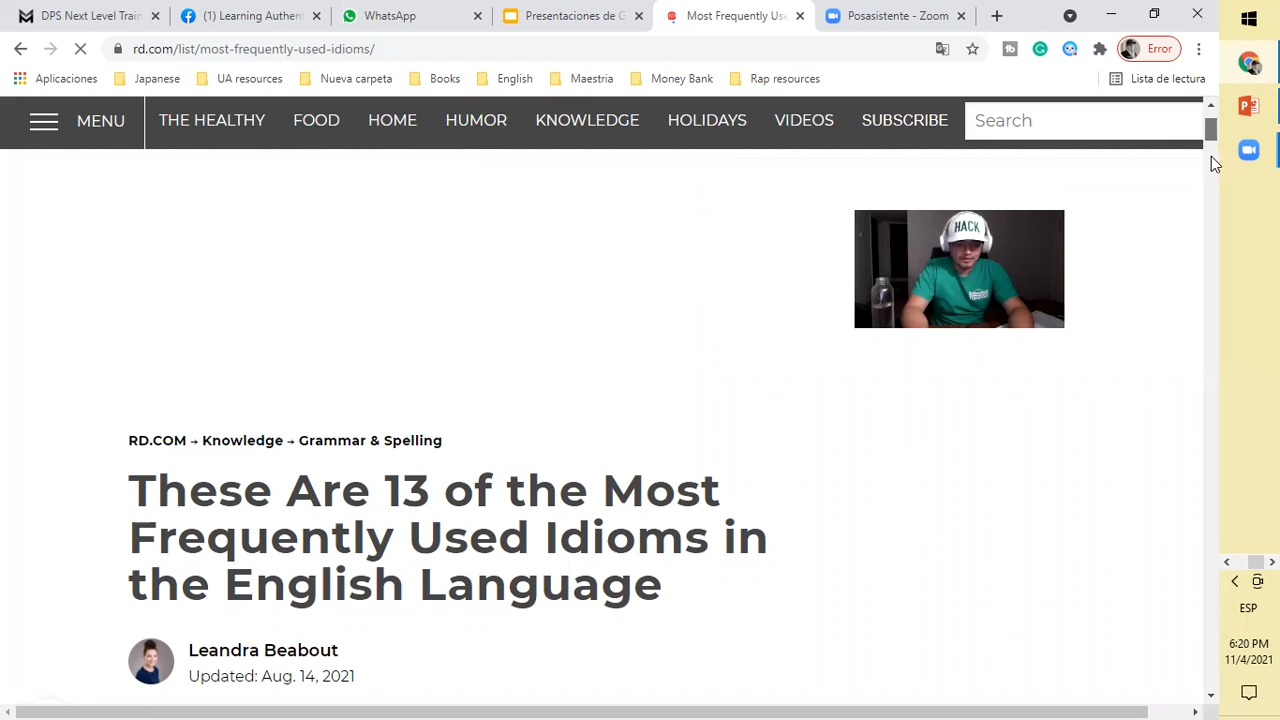 DPS Next Level Train
(1) Learning Authent
WhatsApp
Presentaciones de G
Most Frequently Us
Posasistente - Zoom
rd.com/list/most-frequently-used-idioms/
Error
Aplicaciones
Japanese
UA resources
Nueva carpeta
Books
English
Maestria
Money Bank
Rap resources
Lista de lectura
MENU
THE HEALTHY
FOOD
HOME
HUMOR
KNOWLEDGE
HOLIDAYS
VIDEOS
SUBSCRIBE
Search
HACK
RD.COM → Knowledge → Grammar & Spelling
These Are 13 of the Most
Frequently Used Idioms in
the English Language
Leandra Beabout
Updated: Aug. 14, 2021
ESP
6:20 PM
11/4/2021